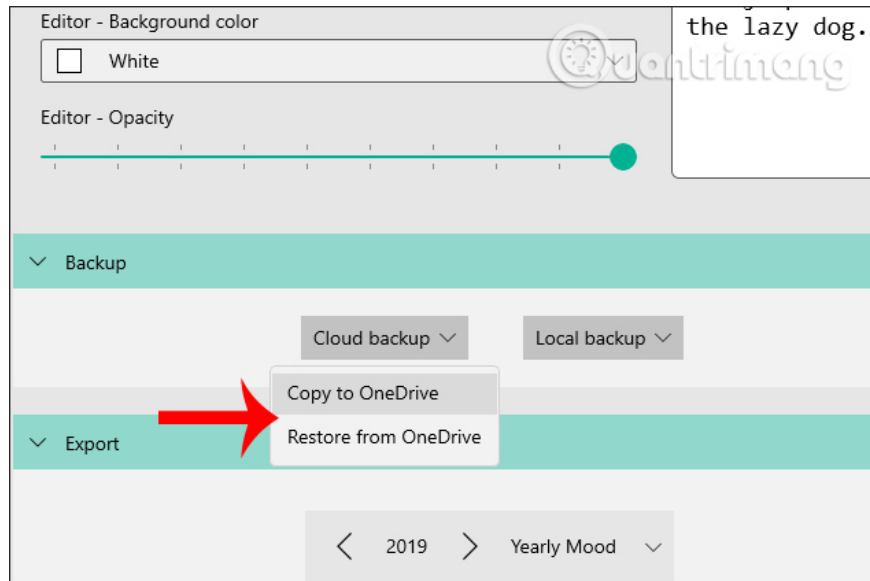 Editor - Background color
White
the lazy dog.
Quantrimang
Editor - Opacity
Backup
Cloud backup
Local backup
Copy to OneDrive
Restore from OneDrive
Export
2019
Yearly Mood